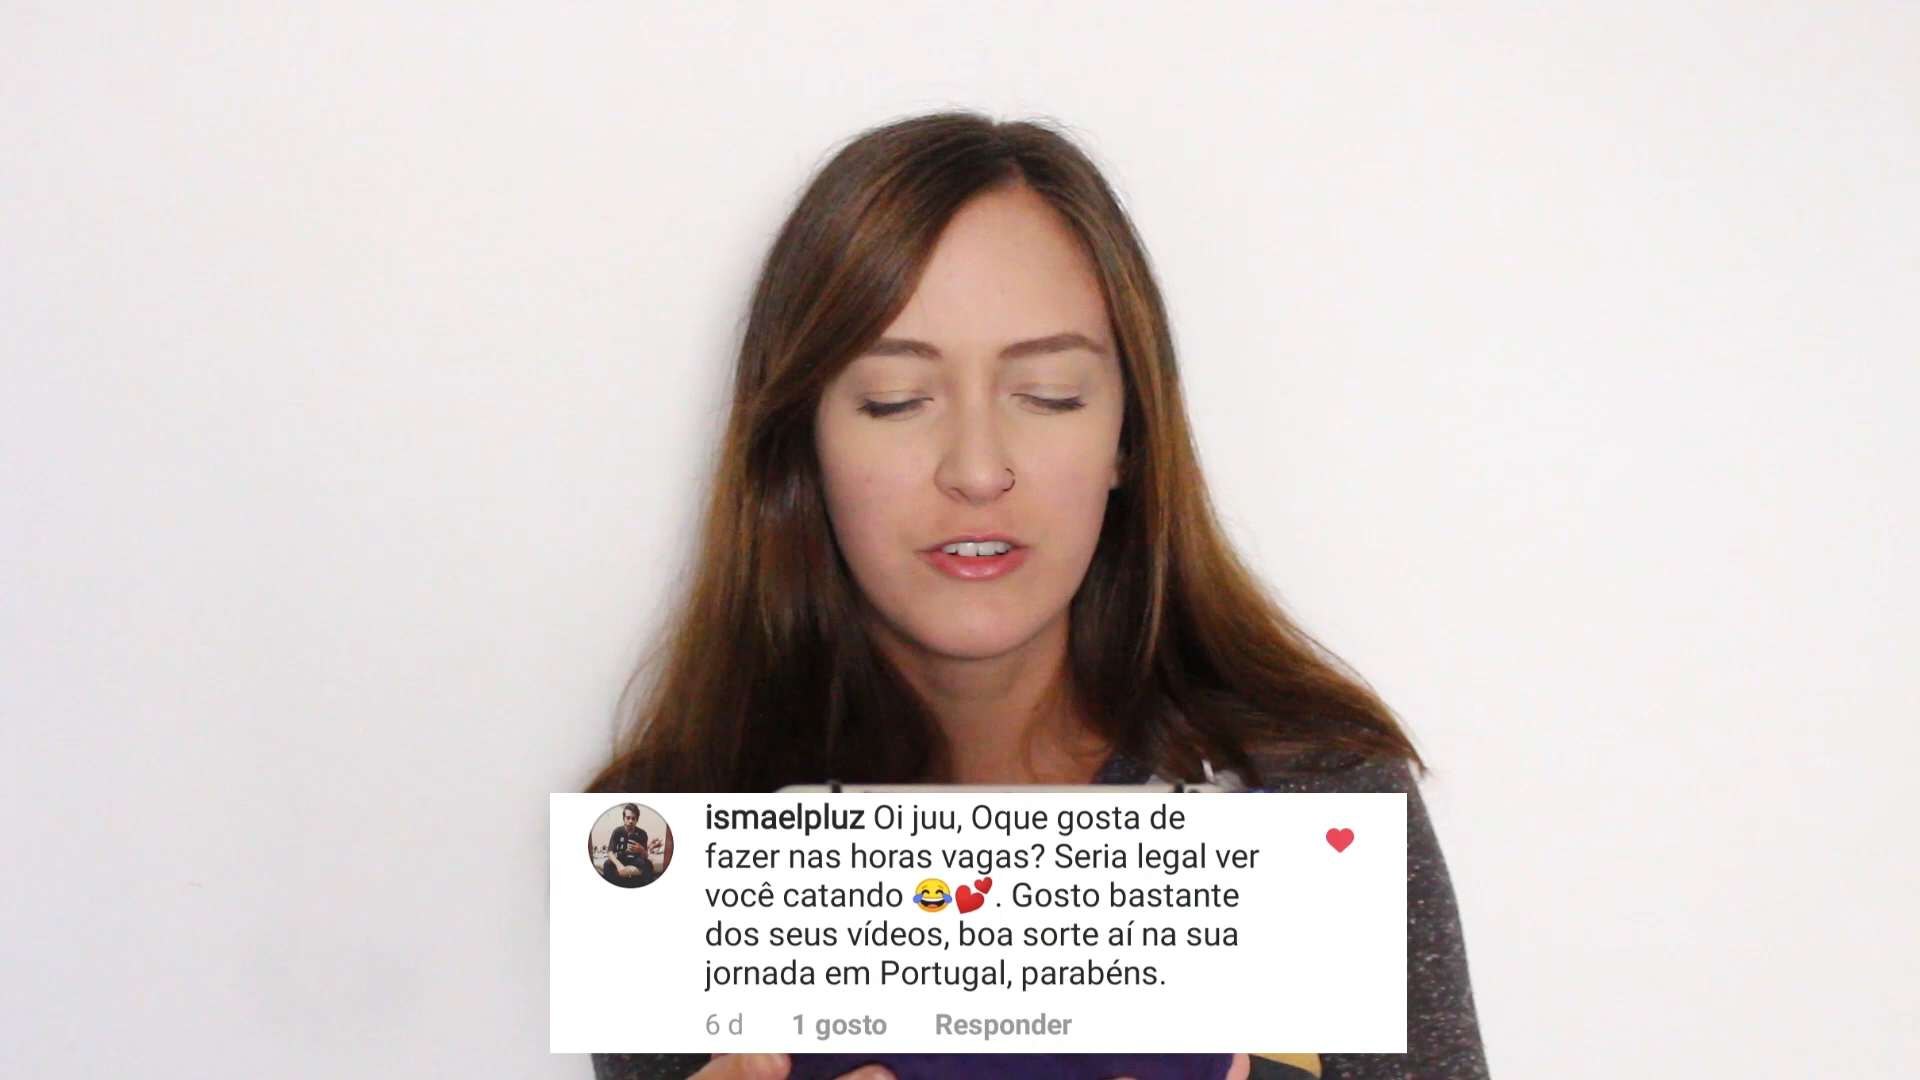 ismaelpluz Oi juu, Oque gosta de
fazer nas horas vagas? Seria legal ver
você catando 😂💕. Gosto bastante
dos seus vídeos, boa sorte aí na sua
jornada em Portugal, parabéns.
6 d 1 gosto Responder